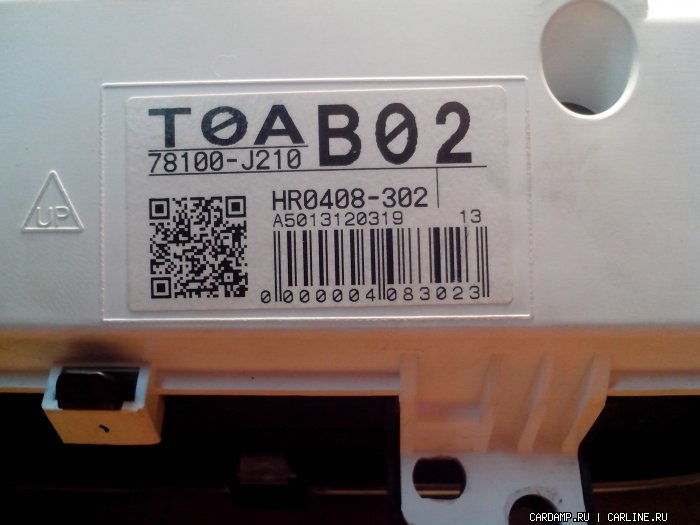 T0A B02
78100-J210
HR0408-302
A5013120319 13
0000004083023
UP
CARDAMP.RU | CARLINE.RU